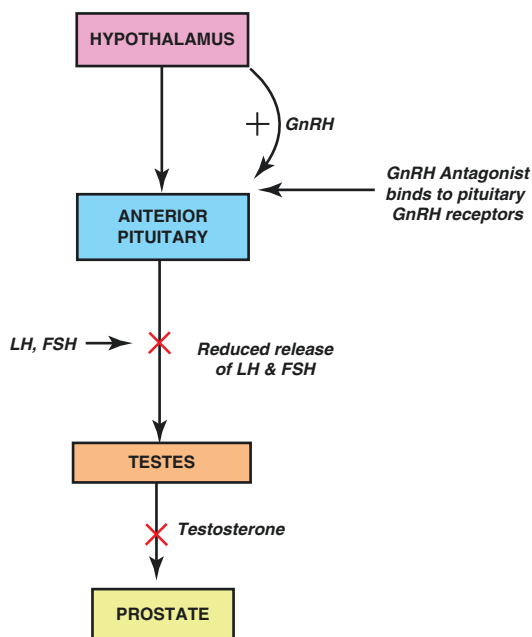 HYPOTHALAMUS
+
GnRH
GnRH Antagonist
binds to pituitary
GnRH receptors
ANTERIOR
PITUITARY
LH, FSH
Reduced release
of LH & FSH
TESTES
Testosterone
PROSTATE